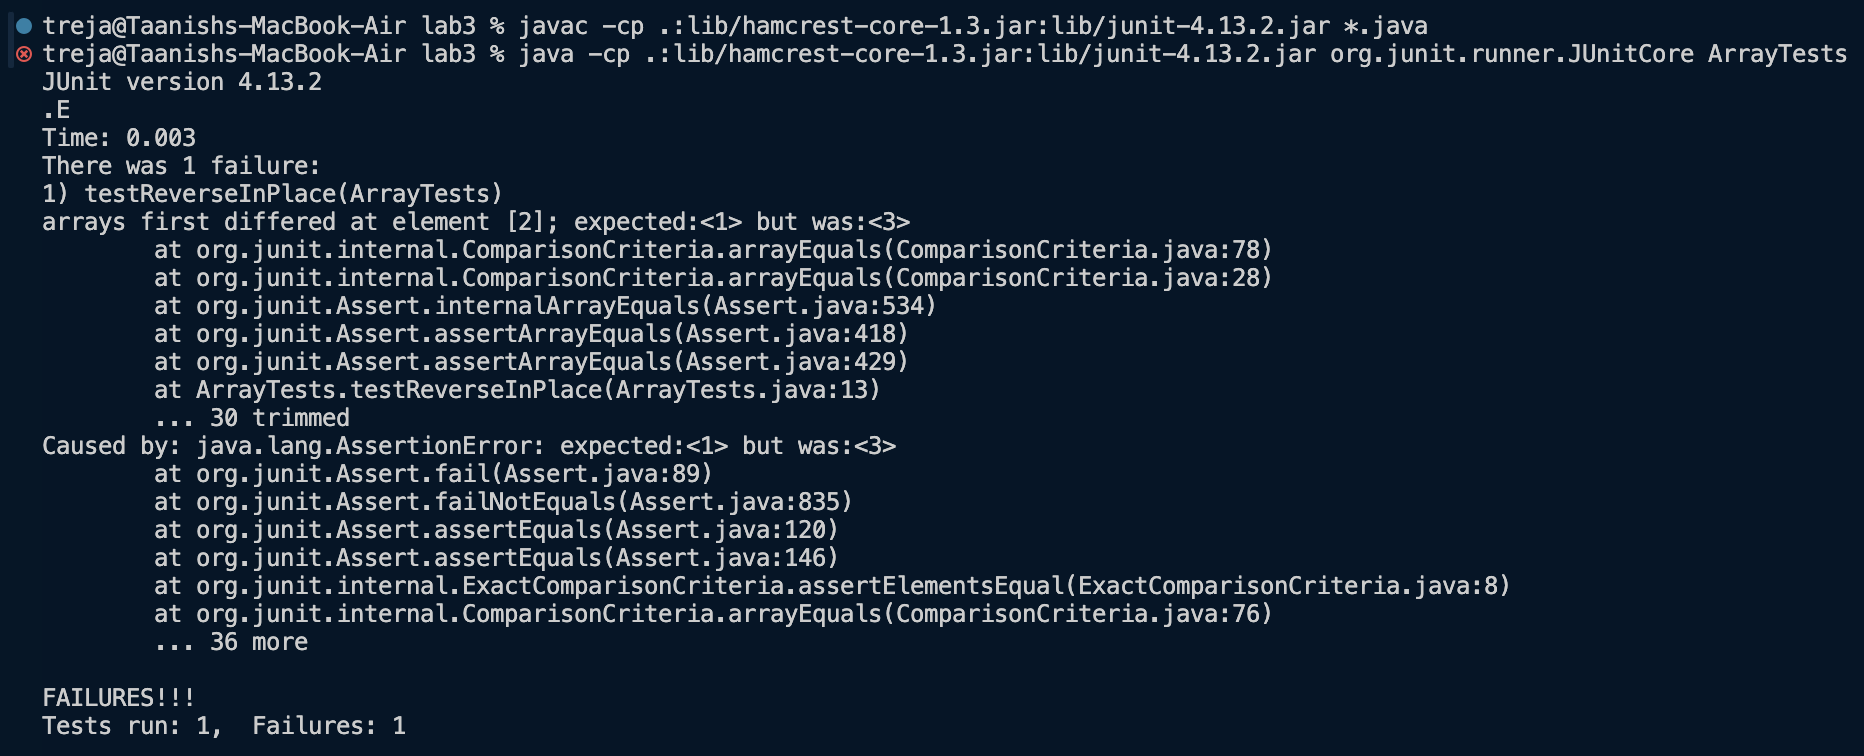 treja@Taanishs-MacBook-Air lab3 % javac -cp .:lib/hamcrest-core-1.3.jar:lib/junit-4.13.2.jar *.java
treja@Taanishs-MacBook-Air lab3 % java -cp .:lib/hamcrest-core-1.3.jar:lib/junit-4.13.2.jar org.junit.runner.JUnitCore ArrayTests
JUnit version 4.13.2
.E
Time: 0.003
There was 1 failure:
1) testReverseInPlace(ArrayTests)
arrays first differed at element [2]; expected:<1> but was:<3>
        at org.junit.internal.ComparisonCriteria.arrayEquals(ComparisonCriteria.java:78)
        at org.junit.internal.ComparisonCriteria.arrayEquals(ComparisonCriteria.java:28)
        at org.junit.Assert.internalArrayEquals(Assert.java:534)
        at org.junit.Assert.assertArrayEquals(Assert.java:418)
        at org.junit.Assert.assertArrayEquals(Assert.java:429)
        at ArrayTests.testReverseInPlace(ArrayTests.java:13)
        ... 30 trimmed
Caused by: java.lang.AssertionError: expected:<1> but was:<3>
        at org.junit.Assert.fail(Assert.java:89)
        at org.junit.Assert.failNotEquals(Assert.java:835)
        at org.junit.Assert.assertEquals(Assert.java:120)
        at org.junit.Assert.assertEquals(Assert.java:146)
        at org.junit.internal.ExactComparisonCriteria.assertElementsEqual(ExactComparisonCriteria.java:8)
        at org.junit.internal.ComparisonCriteria.arrayEquals(ComparisonCriteria.java:76)
        ... 36 more

FAILURES!!!
Tests run: 1,  Failures: 1